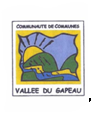 COMMUNAUTÉ DE COMMUNES
VALLEE DU GAPEAU
,